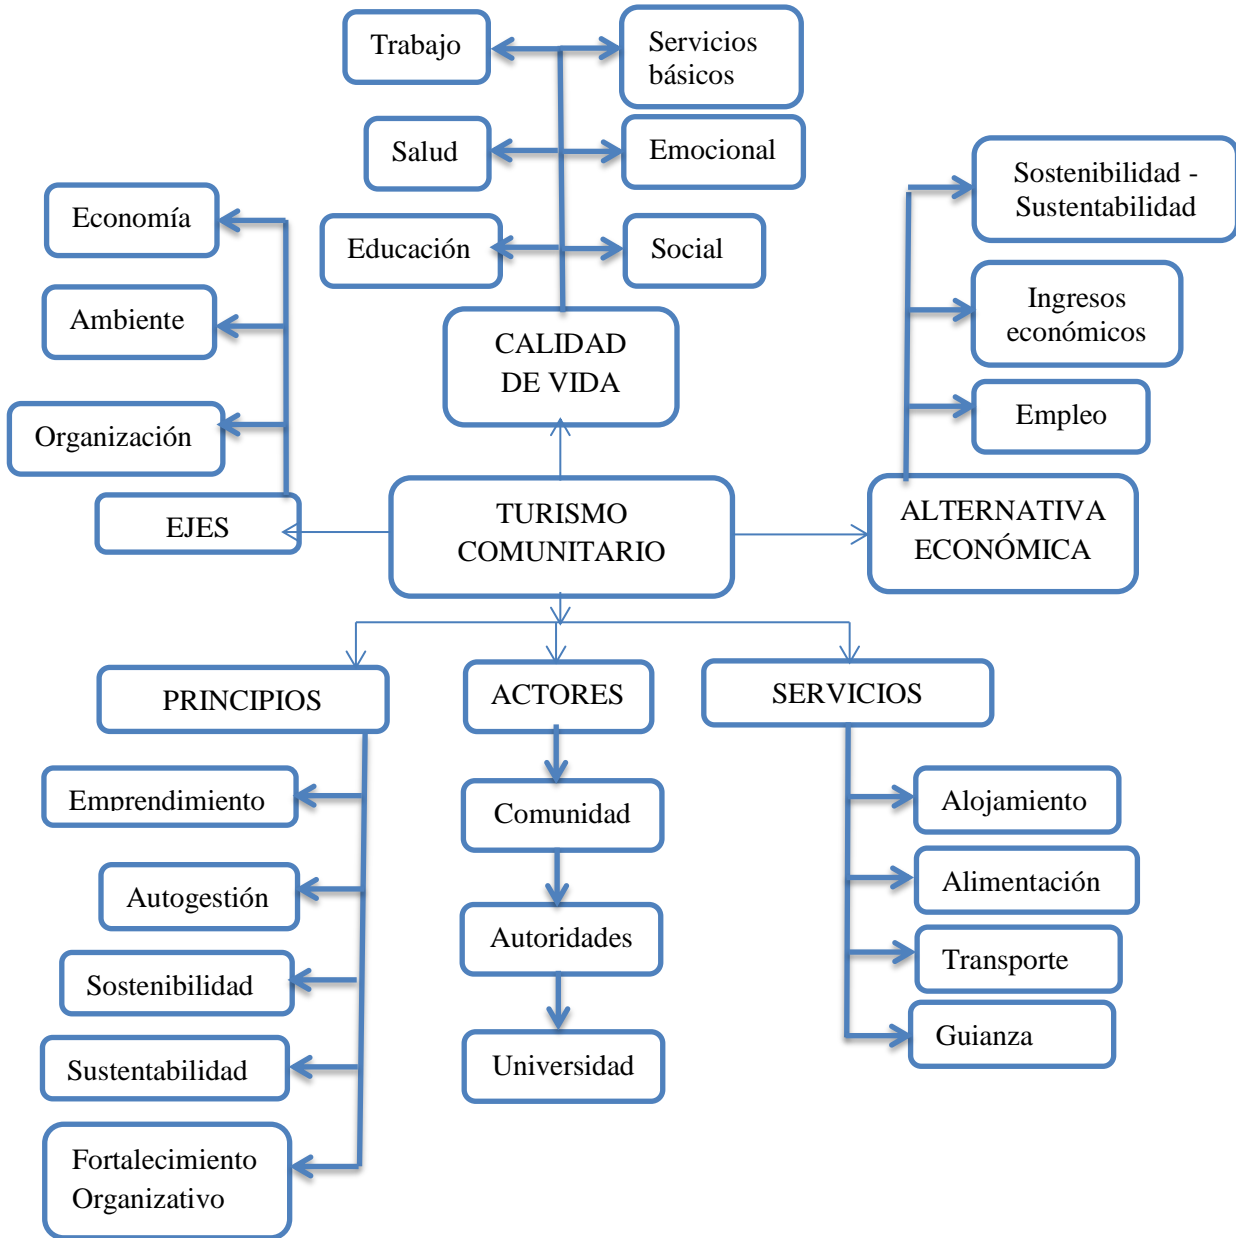 Trabajo
Servicios
básicos
Salud
Emocional
Educación
Social
Economía
Ambiente
Organización
EJES
CALIDAD
DE VIDA
Sostenibilidad -
Sustentabilidad
Ingresos
económicos
Empleo
ALTERNATIVA
ECONÓMICA
TURISMO
COMUNITARIO
PRINCIPIOS
Emprendimiento
Autogestión
Sostenibilidad
Sustentabilidad
Fortalecimiento
Organizativo
ACTORES
Comunidad
Autoridades
Universidad
SERVICIOS
Alojamiento
Alimentación
Transporte
Guianza